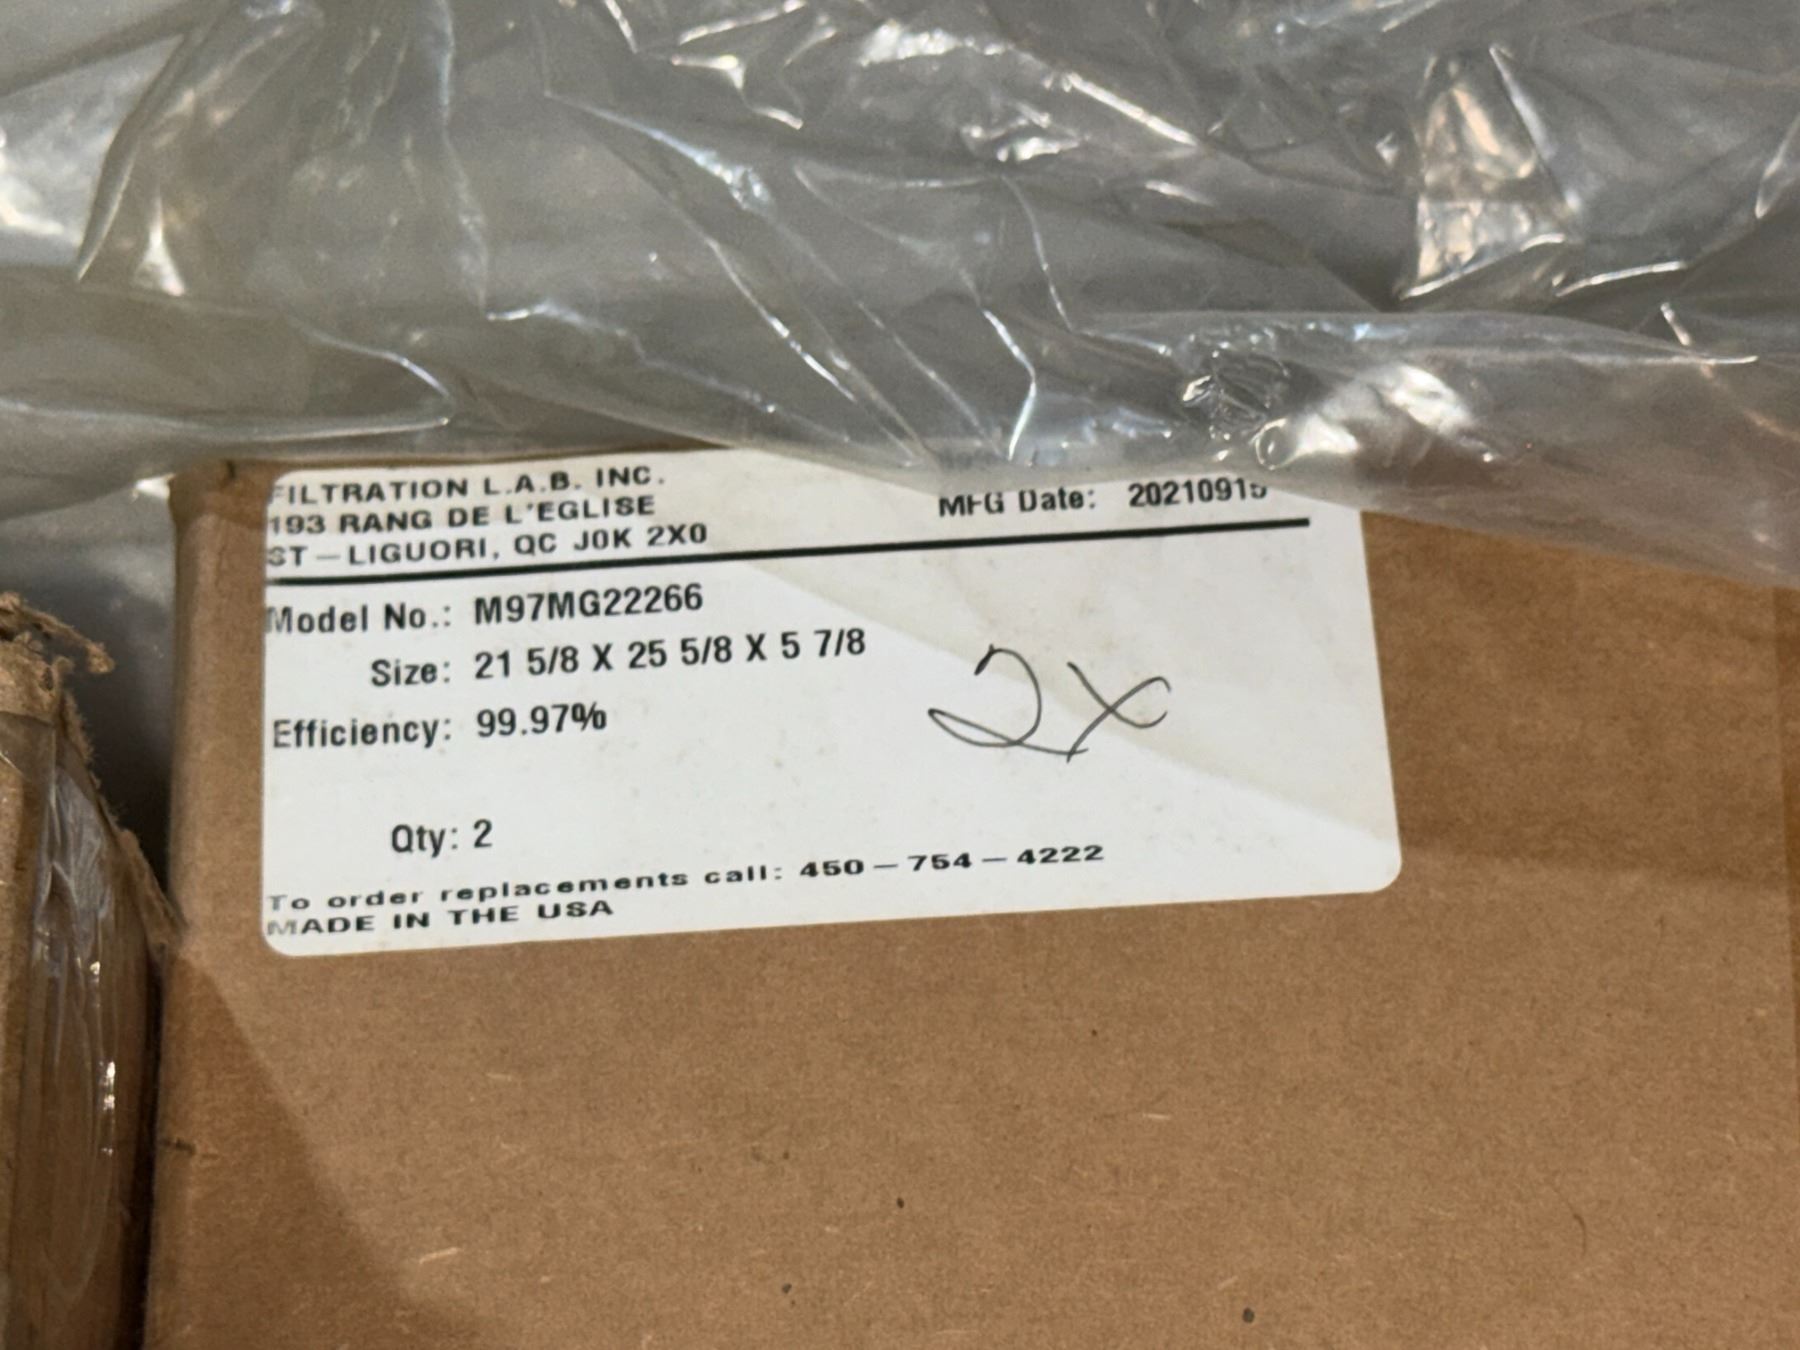 FILTRATION L.A.B. INC.
193 RANG DE L'EGLISE
ST-LIGUORI, QC J0K 2X0
MFG Date: 20210915
Model No.: M97MG22266
Size: 21 5/8 X 25 5/8 X 5 7/8
Efficiency: 99.97%
2X
Qty: 2
To order replacements call: 450-754-4222
MADE IN THE USA